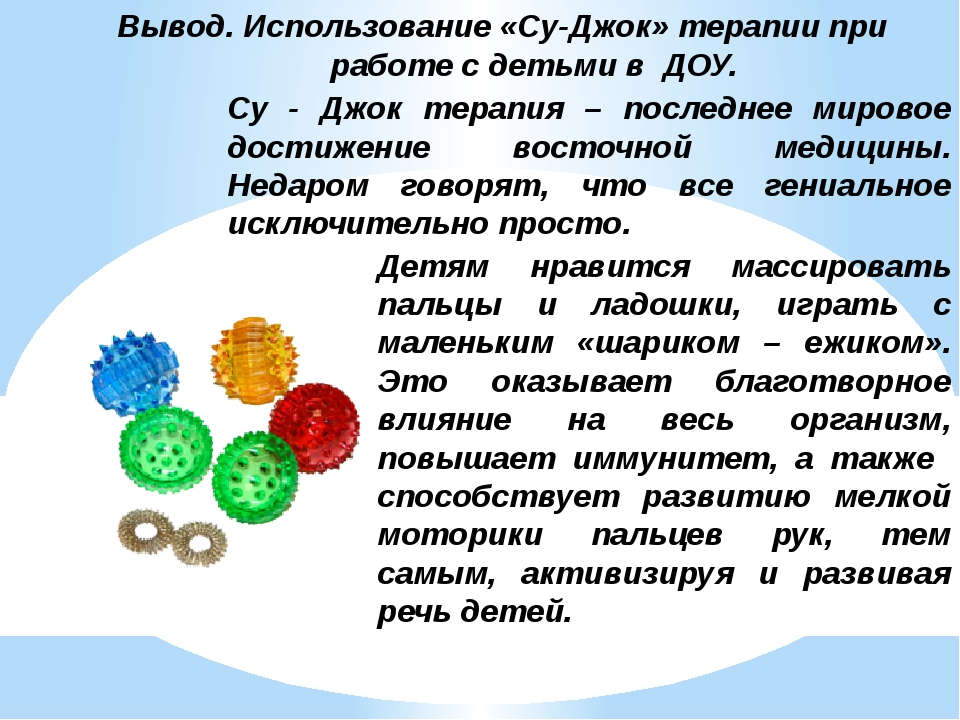 Вывод. Использование «Су-Джок» терапии при
работе с детьми в ДОУ.
Су - Джок терапия – последнее мировое
достижение восточной медицины.
Недаром говорят, что все гениальное
исключительно просто.
Детям нравится массировать
пальцы и ладошки, играть с
маленьким «шариком – ежиком».
Это оказывает благотворное
влияние на весь организм,
повышает иммунитет, а также
способствует развитию мелкой
моторики пальцев рук, тем
самым, активизируя и развивая
речь детей.